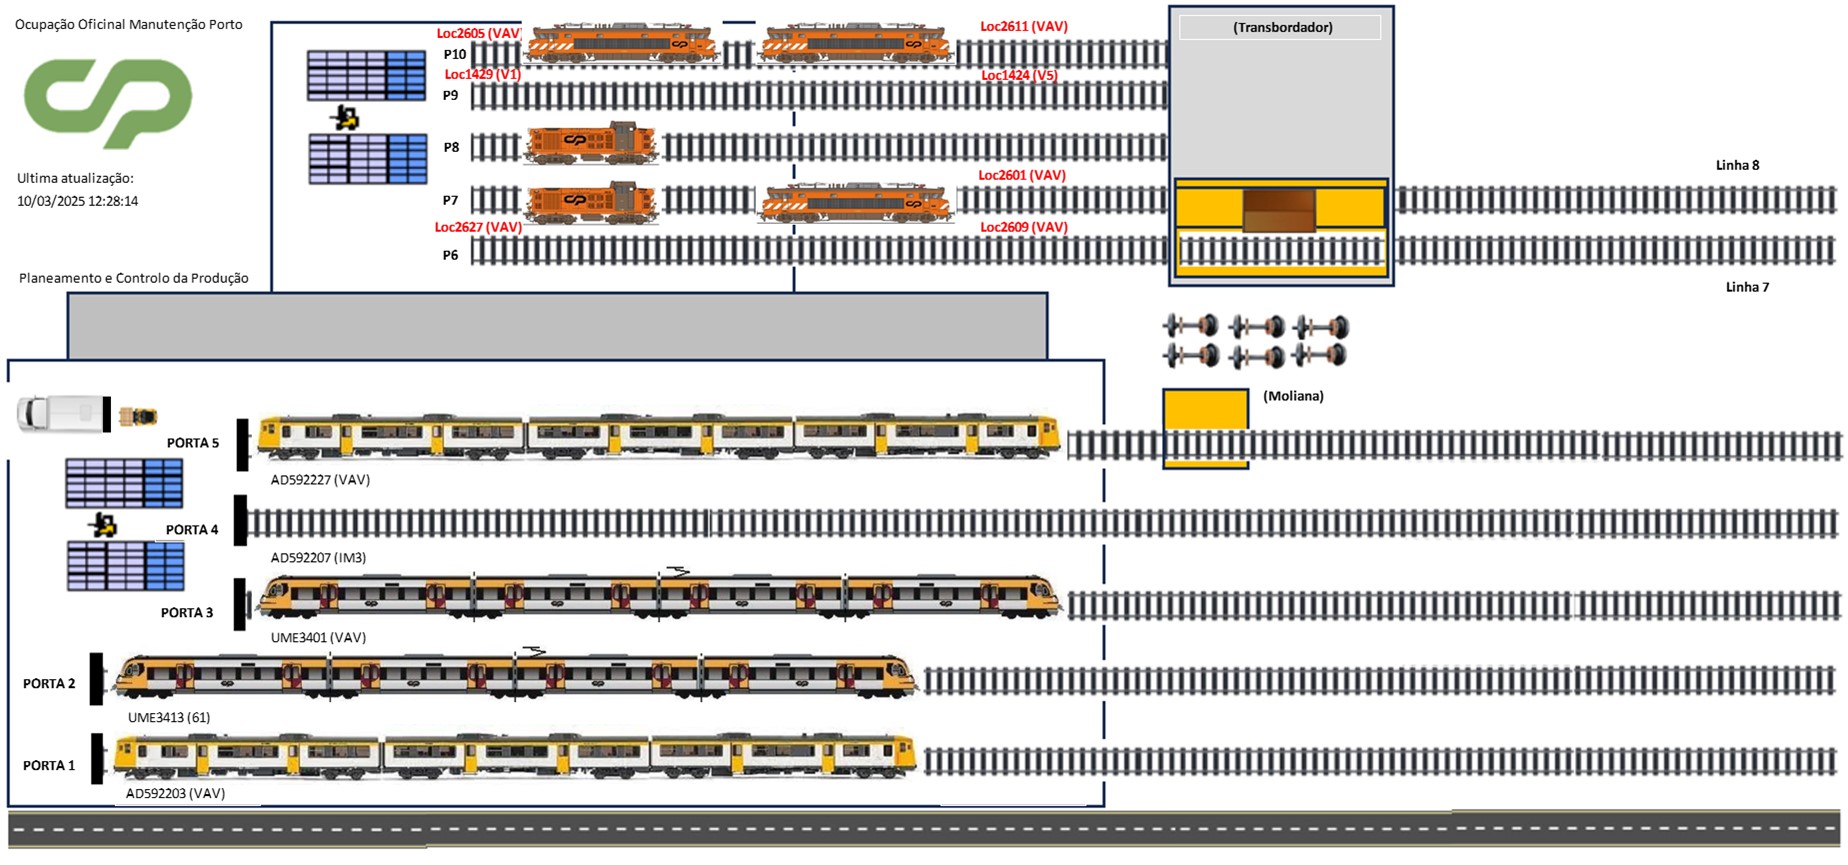 Ocupação Oficinal Manutenção Porto
CP
Ultima atualização:
10/03/2025 12:28:14
Planeamento e Controlo da Produção
Loc2605 (VAV)
Loc2611 (VAV)
P10
Loc1429 (V1)
Loc1424 (V5)
P9
P8
Loc2601 (VAV)
P7
Loc2627 (VAV)
Loc2609 (VAV)
P6
(Transbordador)
Linha 8
Linha 7
(Moliana)
PORTA 5
AD592227 (VAV)
PORTA 4
AD592207 (IM3)
PORTA 3
UME3401 (VAV)
PORTA 2
UME3413 (61)
PORTA 1
AD592203 (VAV)